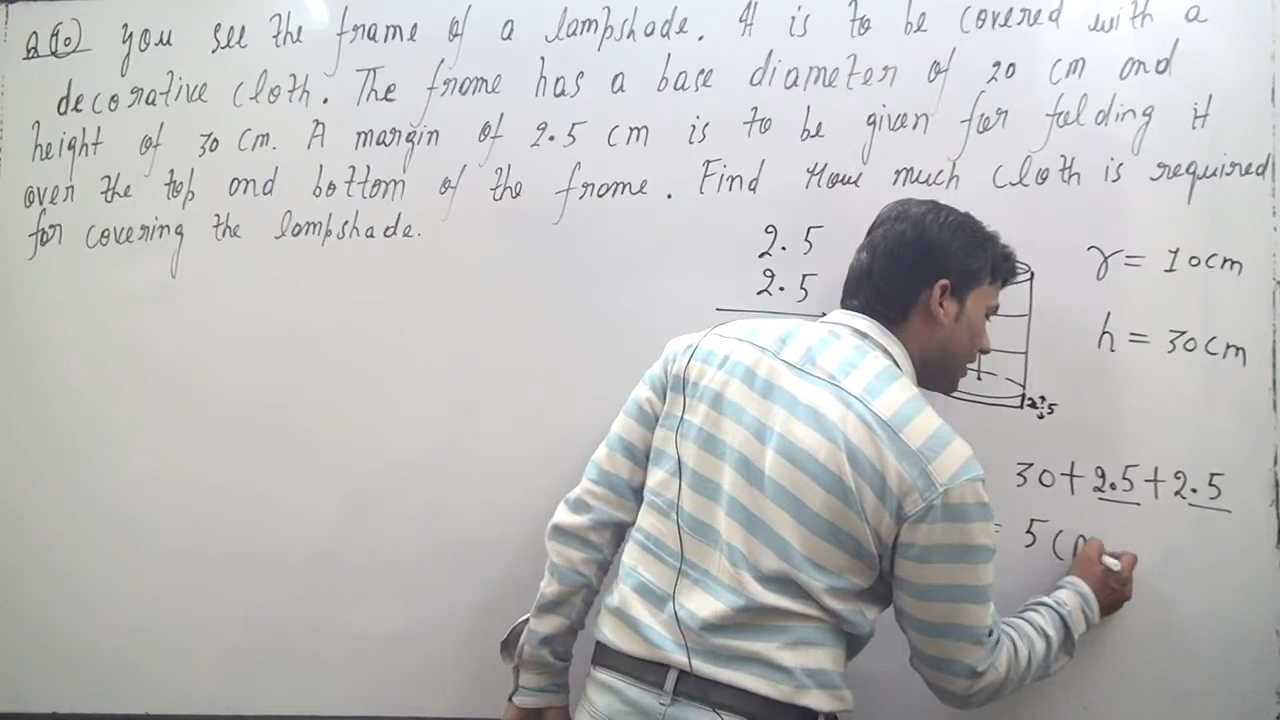 Q(10) You see the frame of a lampshade. It is to be covered with a
decorative cloth. The frame has a base diameter of 20 cm and
height of 30 cm. A margin of 2.5 cm is to be given for folding it
over the top and bottom of the frame. Find How much cloth is required
for covering the lampshade.
2.5
2.5
r = 10cm
h = 30cm
2.5
30+2.5+2.5
= 5 c